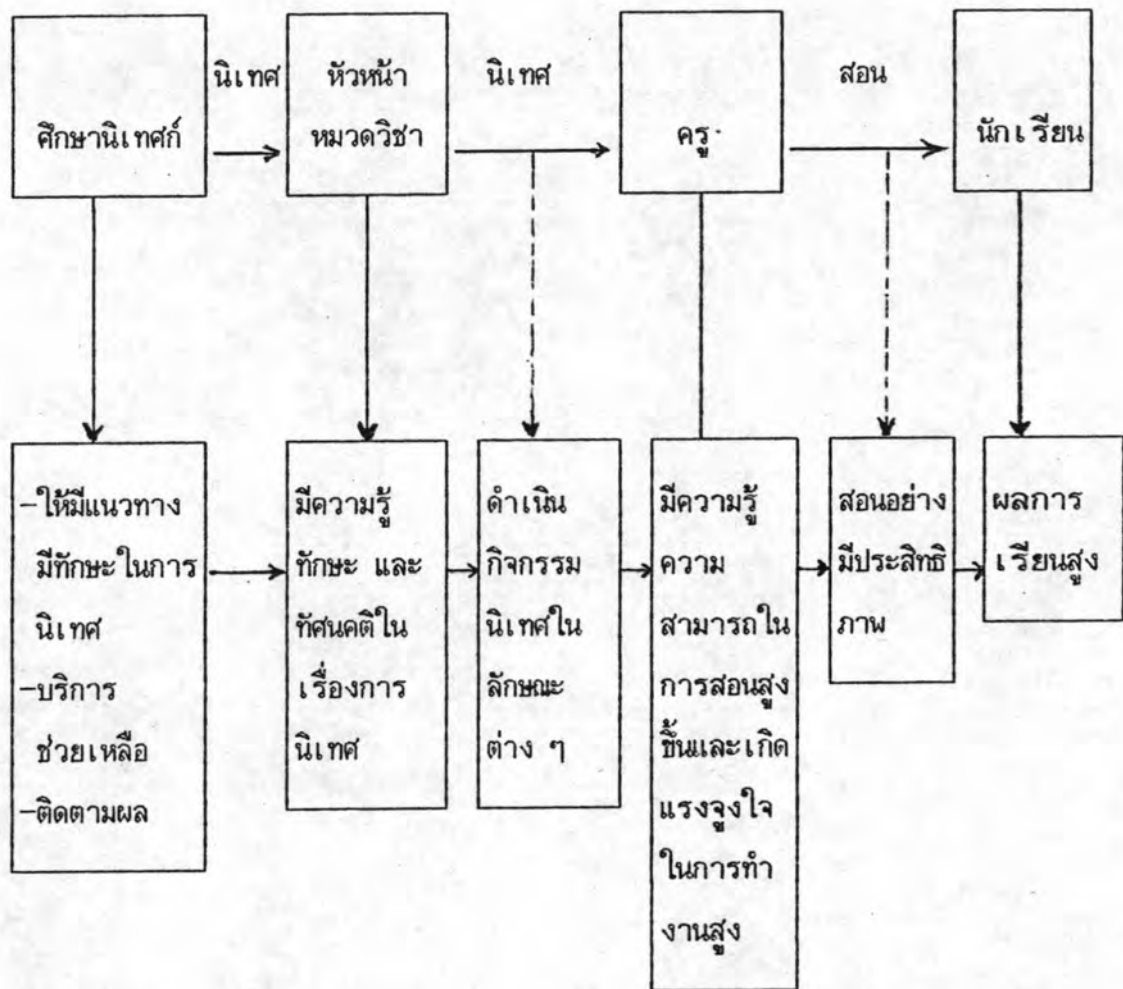 นิเทศ
หัวหน้า
นิเทศ
สอน
ศึกษานิเทศก์
หมวดวิชา
ครู
นักเรียน
-ให้มีแนวทาง
มีทักษะในการ
นิเทศ
-บริการ
ช่วยเหลือ
-ติดตามผล
มีความรู้
ทักษะ และ
ทัศนคติใน
เรื่องการ
นิเทศ
ดำเนิน
กิจกรรม
นิเทศใน
ลักษณะ
ต่าง ๆ
มีความรู้
ความ
สามารถใน
การสอนสูง
ขึ้นและเกิด
แรงจูงใจ
ในการทำ
งานสูง
สอนอย่าง
มีประสิทธิ
ภาพ
ผลการ
เรียนสูง